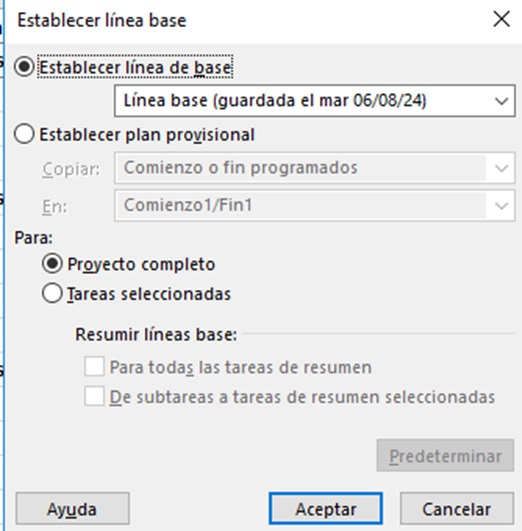 Establecer línea base
Establecer línea de base
Línea base (guardada el mar 06/08/24)
Establecer plan provisional
Copiar: Comienzo o fin programados
En: Comienzo1/Fin1
Para:
Proyecto completo
Tareas seleccionadas
Resumir líneas base:
Para todas las tareas de resumen
De subtareas a tareas de resumen seleccionadas
Predeterminar
Ayuda Aceptar Cancelar